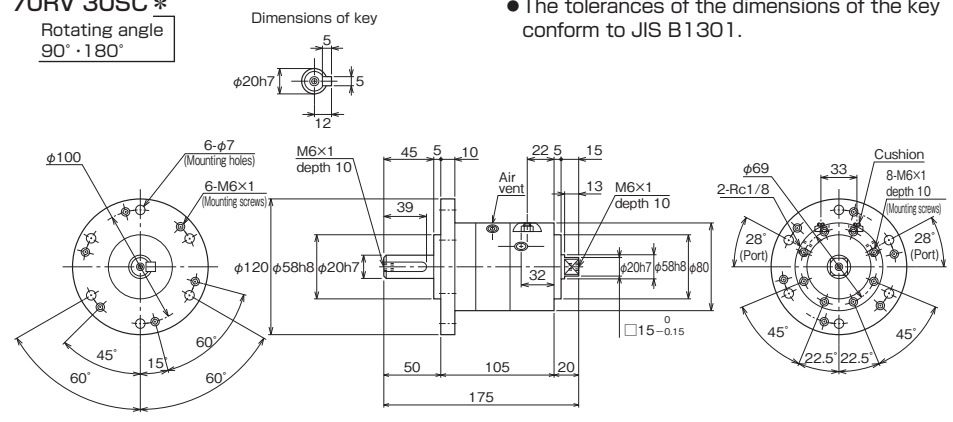 70RV 30SC*
Rotating angle
90°･180°
Dimensions of key
● The tolerances of the dimensions of the key
conform to JIS B1301.
5
φ20h7
5
12
φ100
6-φ7
(Mounting holes)
6-M6×1
(Mounting screws)
45°
15°
60°
60°
60°
M6×1
depth 10
45
5
10
22
5
15
39
Air
vent
13
M6×1
depth 10
φ120
φ58h8
φ20h7
32
φ20h7
φ58h8
φ80
□15 0 -0.15
50
105
20
175
φ69
33
Cushion
2-Rc1/8
8-M6×1
depth 10
(Mounting screws)
28°
(Port)
28°
(Port)
45°
45°
22.5°
22.5°